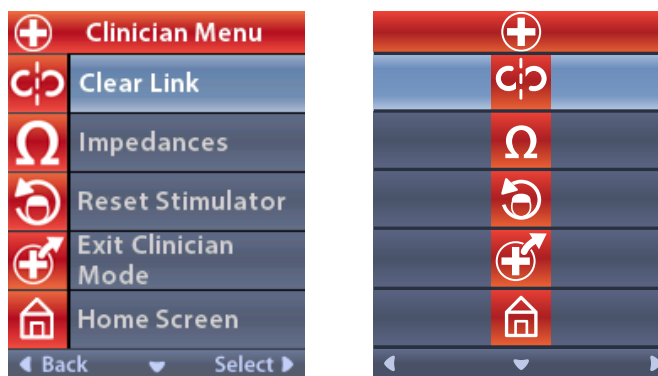 Clinician Menu
Clear Link
Impedances
Reset Stimulator
Exit Clinician
Mode
Home Screen
Back
Select